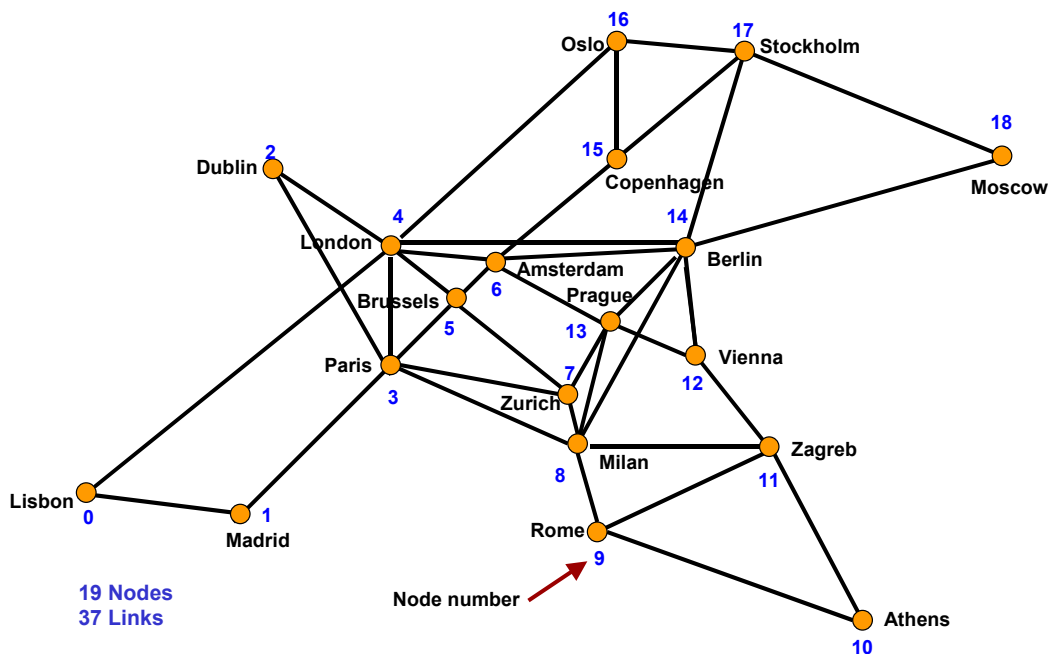 16
Oslo
17
Stockholm
18
Moscow
15
Copenhagen
2
Dublin
4
London
14
Berlin
Amsterdam
6
Prague
13
Brussels
5
Paris
3
7
Zurich
Vienna
12
8
Milan
Zagreb
11
Lisbon
0
1
Madrid
Rome
9
Node number
Athens
10
19 Nodes
37 Links